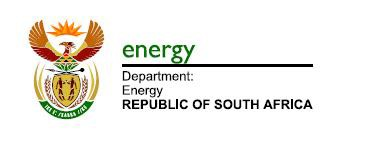 energy
Department:
Energy
REPUBLIC OF SOUTH AFRICA